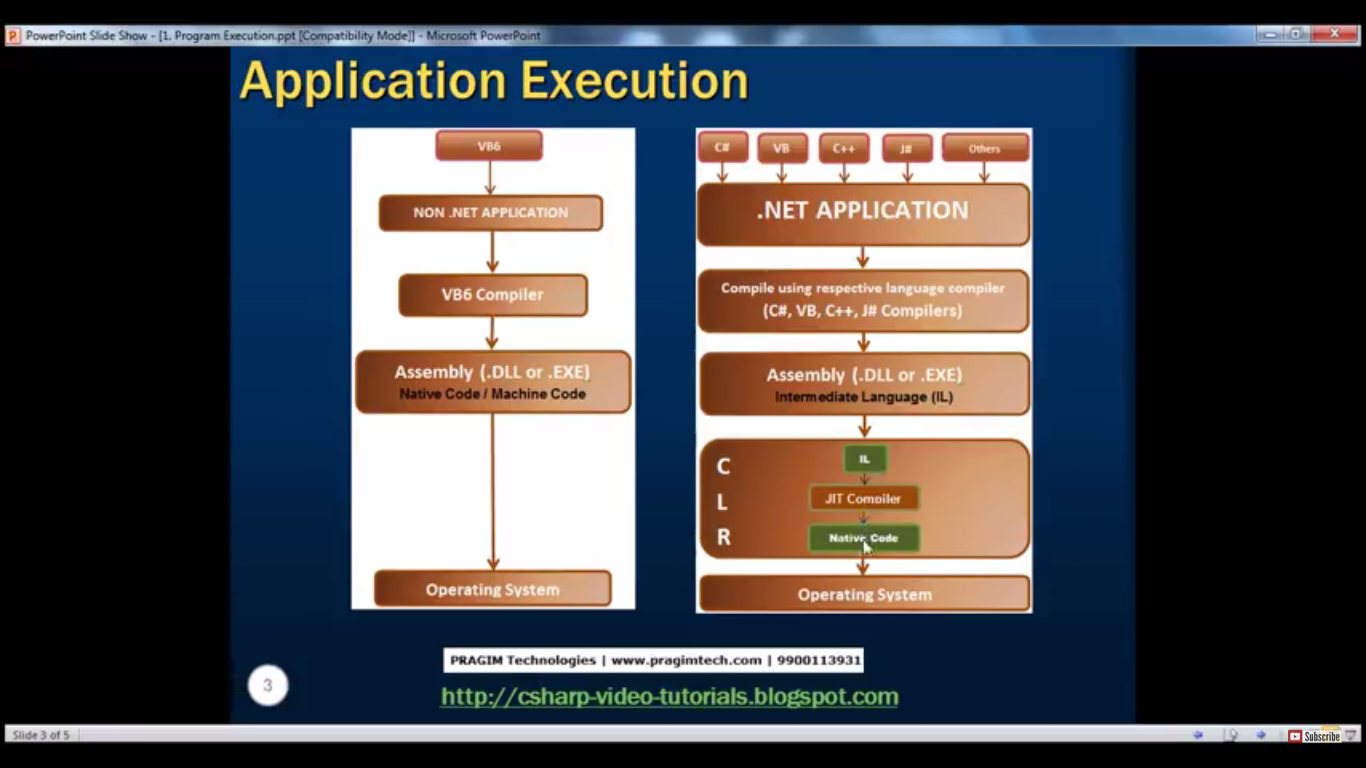 PowerPoint Slide Show - [1. Program Execution.ppt [Compatibility Mode]] - Microsoft PowerPoint
Application Execution
VB6
NON .NET APPLICATION
VB6 Compiler
Assembly (.DLL or .EXE)
Native Code / Machine Code
Operating System
C#
VB
C++
J#
Others
.NET APPLICATION
Compile using respective language compiler
(C#, VB, C++, J# Compilers)
Assembly (.DLL or .EXE)
Intermediate Language (IL)
C
L
R
IL
JIT Compiler
Native Code
Operating System
PRAGIM Technologies | www.pragimtech.com | 9900113931
3
http://csharp-video-tutorials.blogspot.com
Slide 3 of 5
Subscribe